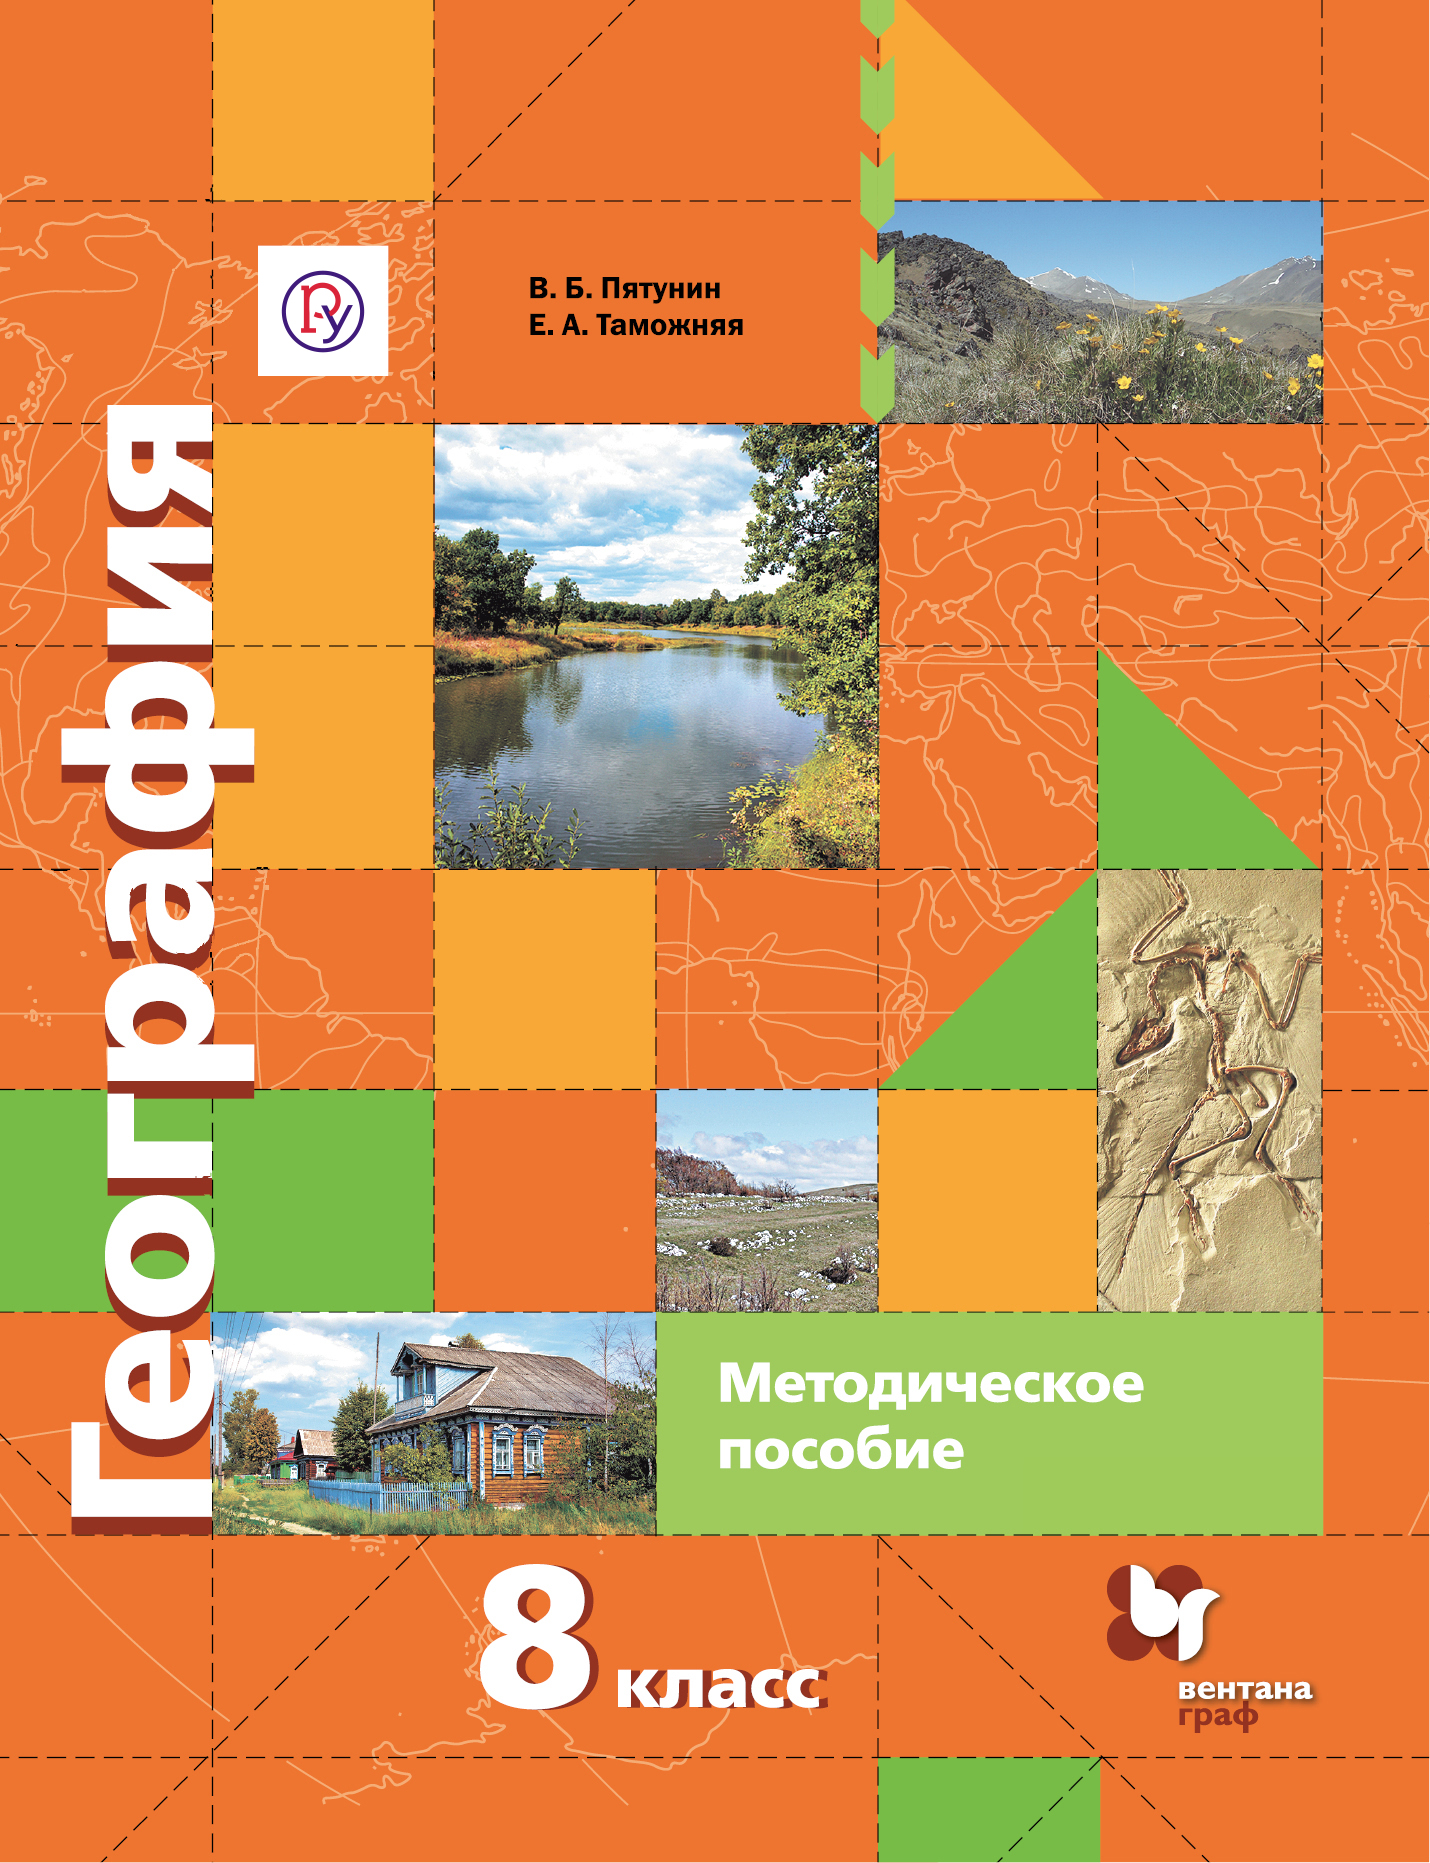 В. Б. Пятунин
Е. А. Таможняя
География
Методическое
пособие
8 класс
вентана
граф